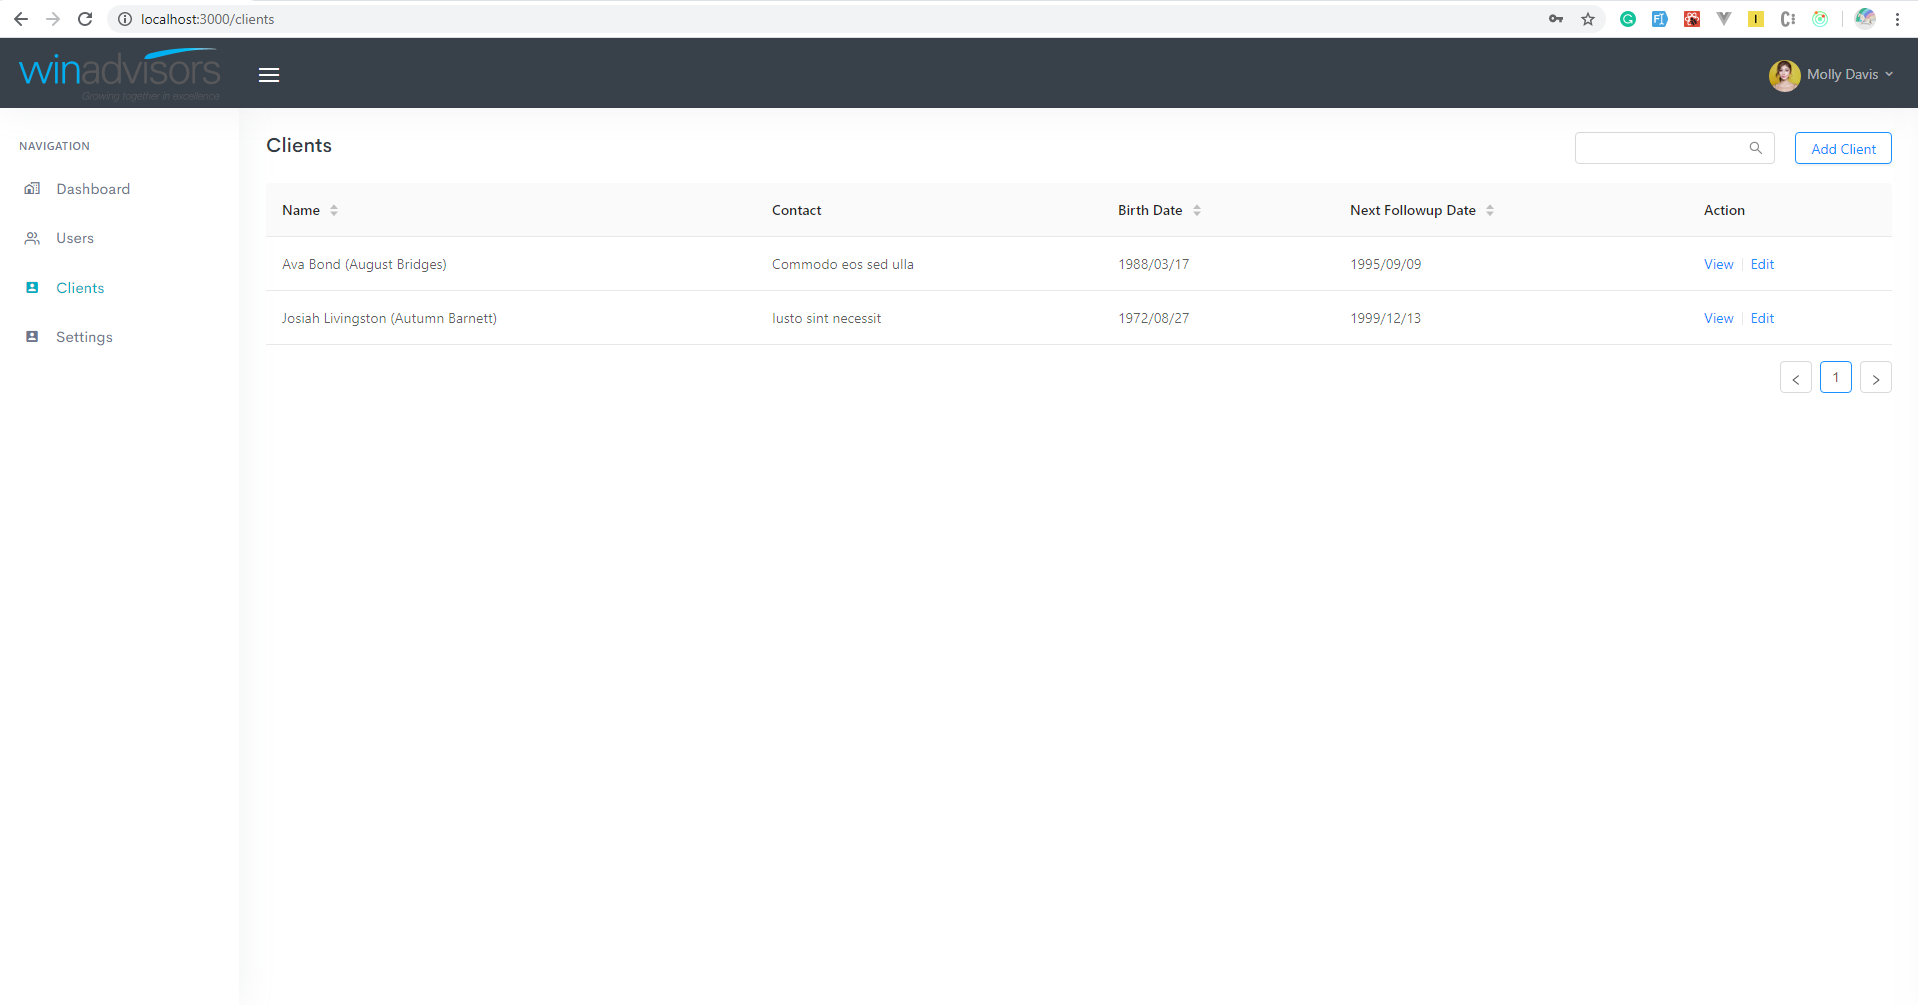 localhost:3000/clients
winadvisors
Growing together in excellence
Molly Davis
NAVIGATION
Dashboard
Users
Clients
Settings
Clients
Add Client
Name Contact Birth Date Next Followup Date Action
Ava Bond (August Bridges) Commodo eos sed ulla 1988/03/17 1995/09/09 View Edit
Josiah Livingston (Autumn Barnett) Iusto sint necessit 1972/08/27 1999/12/13 View Edit
< 1 >